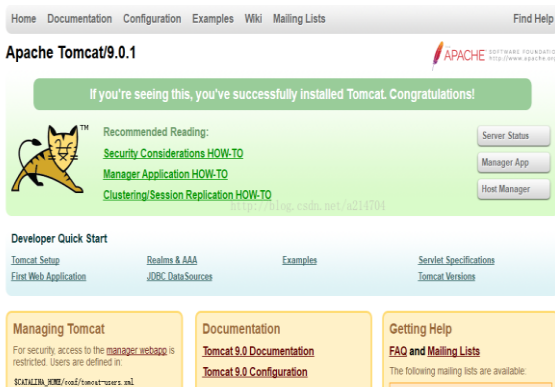 Home Documentation Configuration Examples Wiki Mailing Lists Find Help
Apache Tomcat/9.0.1
APACHE SOFTWARE FOUNDATION
http://www.apache.org
If you're seeing this, you've successfully installed Tomcat. Congratulations!
TM
Recommended Reading:
Security Considerations HOW-TO
Manager Application HOW-TO
Clustering/Session Replication HOW-TO
Server Status
Manager App
Host Manager
http://blog.csdn.net/a214704
Developer Quick Start
Tomcat Setup Realms & AAA Examples Servlet Specifications
First Web Application JDBC DataSources Tomcat Versions
Managing Tomcat
For security, access to the manager webapp is
restricted. Users are defined in:
$CATALINA_HOME/conf/tomcat-users.xml
Documentation
Tomcat 9.0 Documentation
Tomcat 9.0 Configuration
Getting Help
FAQ and Mailing Lists
The following mailing lists are available: